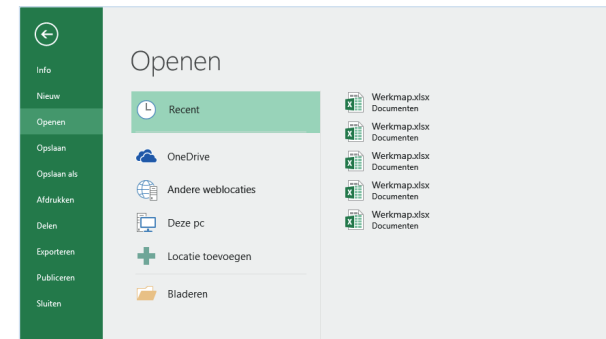 Info
Nieuw
Openen
Opslaan
Opslaan als
Afdrukken
Delen
Exporteren
Publiceren
Sluiten
Openen
Recent
OneDrive
Andere weblocaties
Deze pc
Locatie toevoegen
Bladeren
Werkmap.xlsx
Documenten
Werkmap.xlsx
Documenten
Werkmap.xlsx
Documenten
Werkmap.xlsx
Documenten
Werkmap.xlsx
Documenten